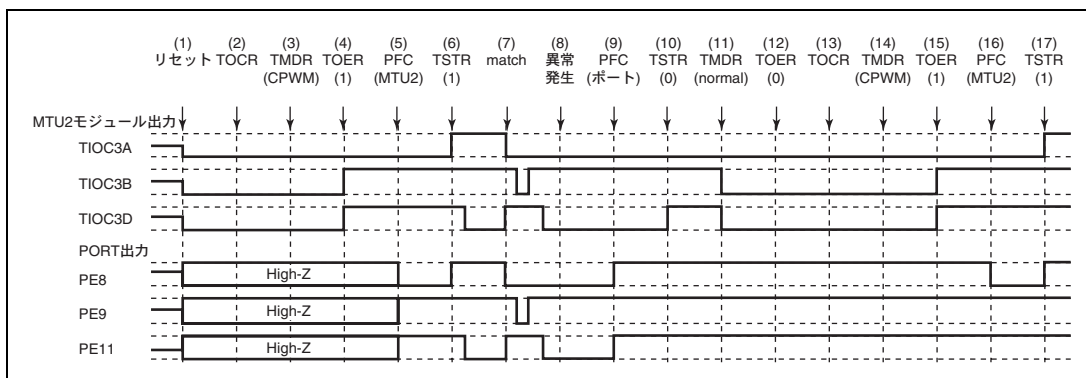 (1) (2) (3) (4) (5) (6) (7) (8) (9) (10) (11) (12) (13) (14) (15) (16) (17)
リセット TOCR TMDR TOER PFC TSTR match 異常 PFC TSTR TMDR TOER TOCR TMDR TOER PFC TSTR
(CPWM) (1) (MTU2) (1) 発生 (ポート) (0) (normal) (0) (CPWM) (1) (MTU2) (1)
MTU2モジュール出力
TIOC3A
TIOC3B
TIOC3D
PORT出力
PE8 High-Z
PE9 High-Z
PE11 High-Z